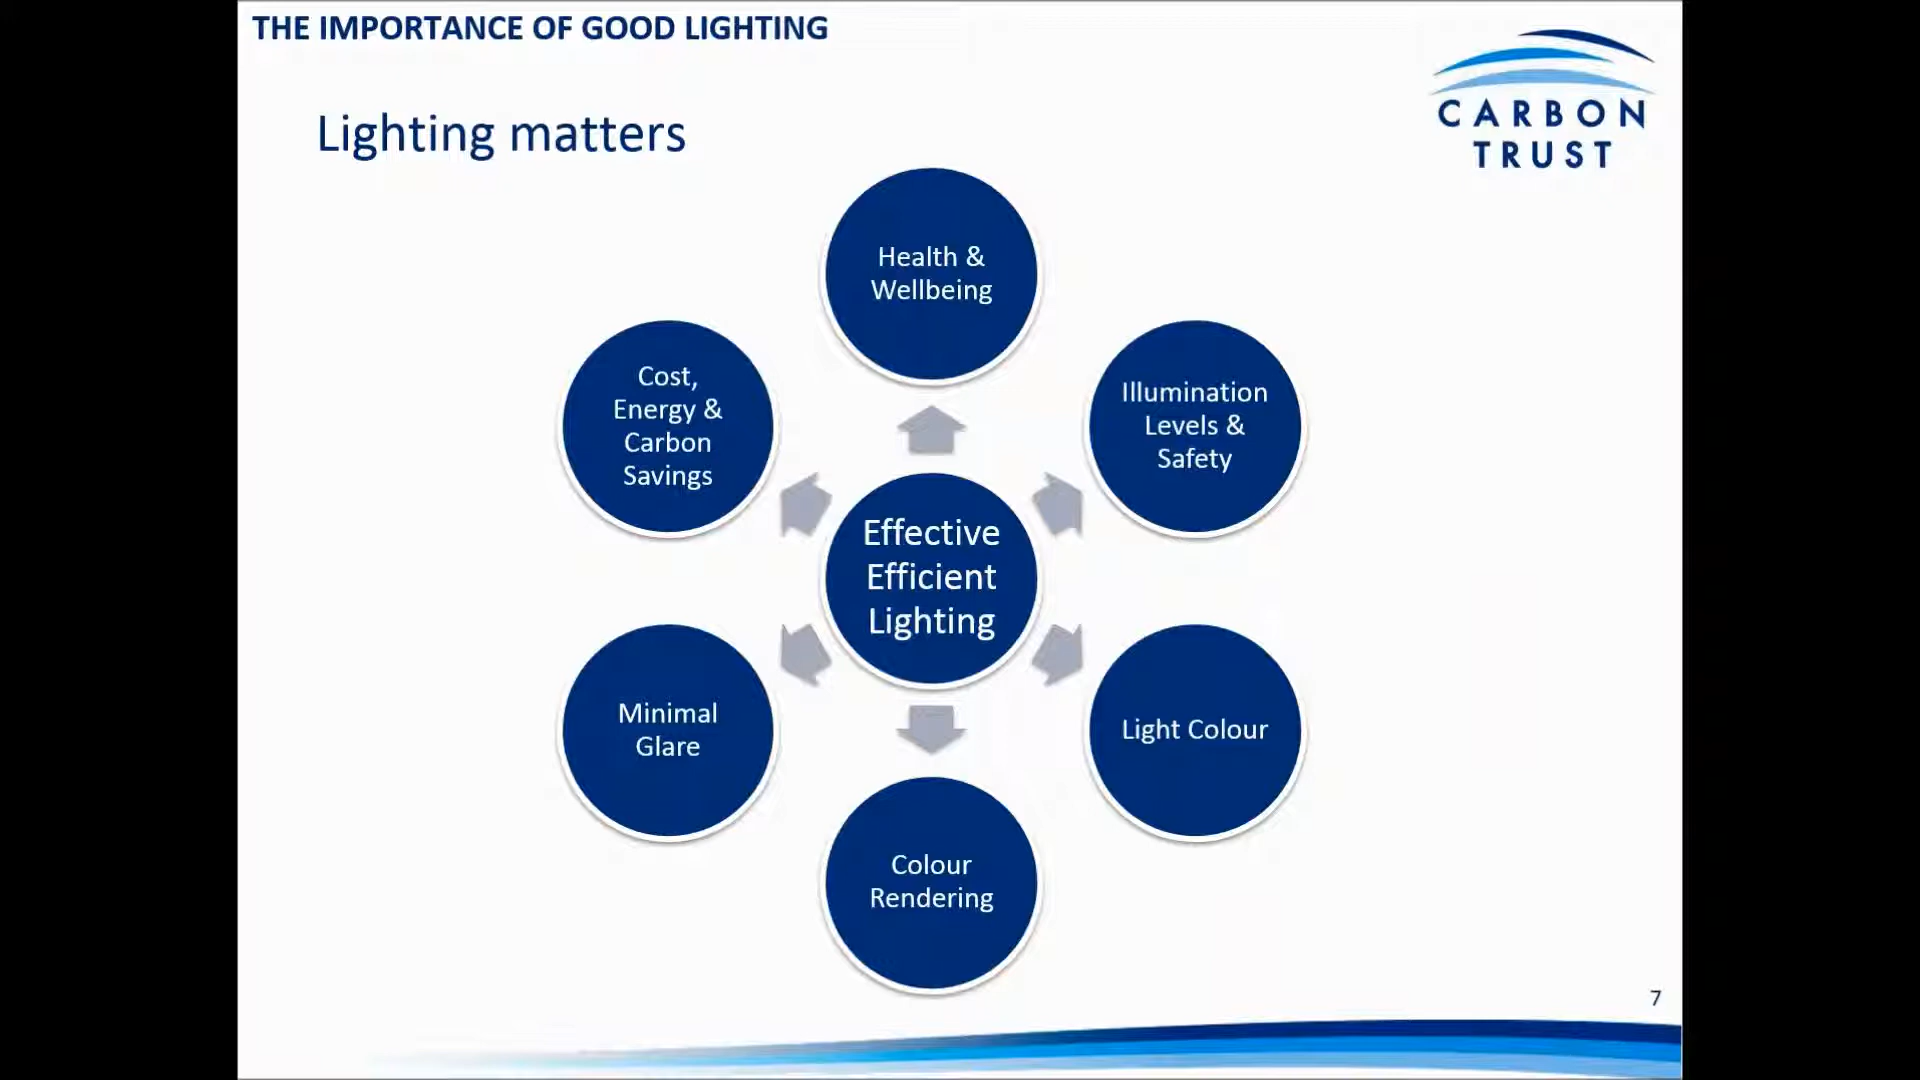 THE IMPORTANCE OF GOOD LIGHTING
CARBON
TRUST
Lighting matters
Health &
Wellbeing
Cost,
Energy &
Carbon
Savings
Illumination
Levels &
Safety
Effective
Efficient
Lighting
Minimal
Glare
Light Colour
Colour
Rendering
7